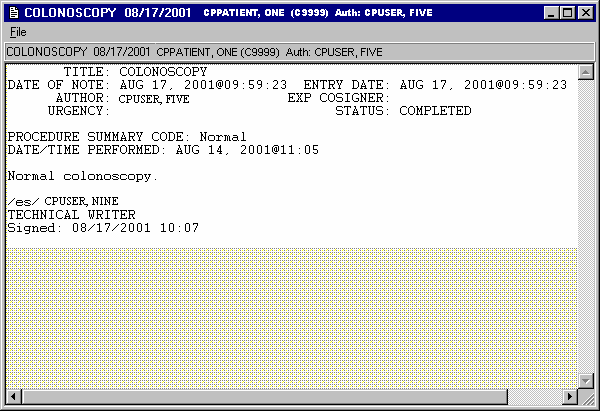 COLONOSCOPY 08/17/2001 CPPATIENT, ONE (C9999) Auth: CPUSER, FIVE
File
COLONOSCOPY 08/17/2001 CPPATIENT, ONE (C9999) Auth: CPUSER, FIVE
TITLE: COLONOSCOPY
DATE OF NOTE: AUG 17, 2001@09:59:23 ENTRY DATE: AUG 17, 2001@09:59:23
AUTHOR: CPUSER, FIVE EXP COSIGNER:
URGENCY: STATUS: COMPLETED
PROCEDURE SUMMARY CODE: Normal
DATE/TIME PERFORMED: AUG 14, 2001@11:05
Normal colonoscopy.
/es/ CPUSER, NINE
TECHNICAL WRITER
Signed: 08/17/2001 10:07